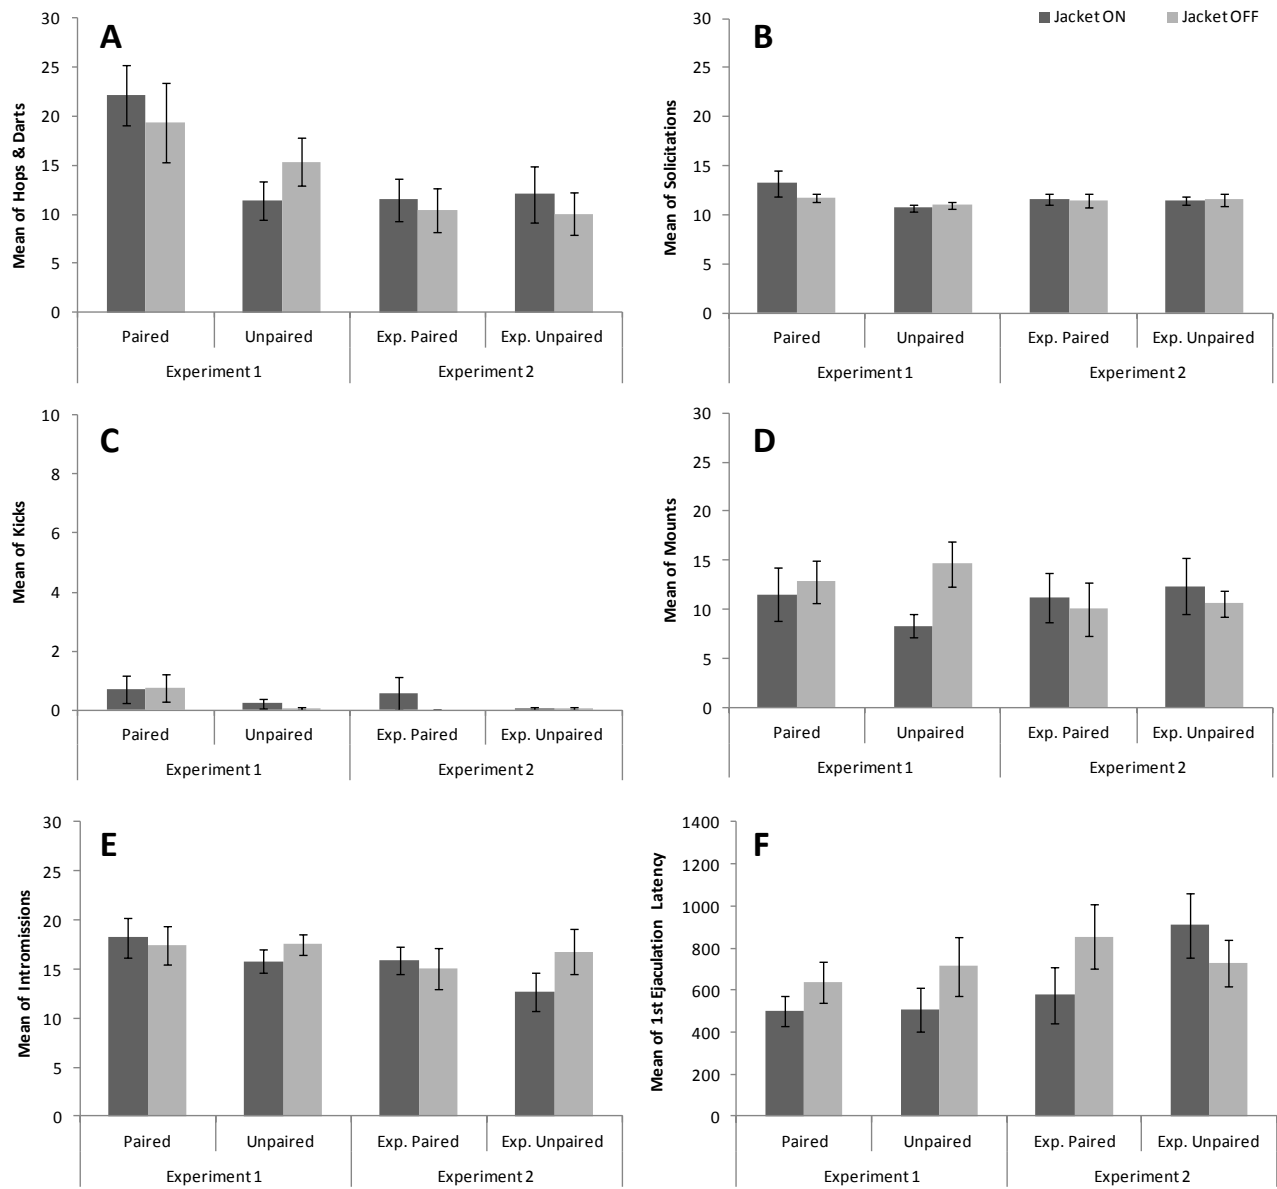 Jacket ON Jacket OFF
A
Mean of Hops & Darts
30
25
20
15
10
5
0
Paired Unpaired Exp. Paired Exp. Unpaired
Experiment 1 Experiment 2
B
Mean of Solicitations
30
25
20
15
10
5
0
Paired Unpaired Exp. Paired Exp. Unpaired
Experiment 1 Experiment 2
C
Mean of Kicks
10
8
6
4
2
0
Paired Unpaired Exp. Paired Exp. Unpaired
Experiment 1 Experiment 2
D
Mean of Mounts
30
25
20
15
10
5
0
Paired Unpaired Exp. Paired Exp. Unpaired
Experiment 1 Experiment 2
E
Mean of Intromissions
30
25
20
15
10
5
0
Paired Unpaired Exp. Paired Exp. Unpaired
Experiment 1 Experiment 2
F
Mean of 1st Ejaculation Latency
1400
1200
1000
800
600
400
200
0
Paired Unpaired Exp. Paired Exp. Unpaired
Experiment 1 Experiment 2